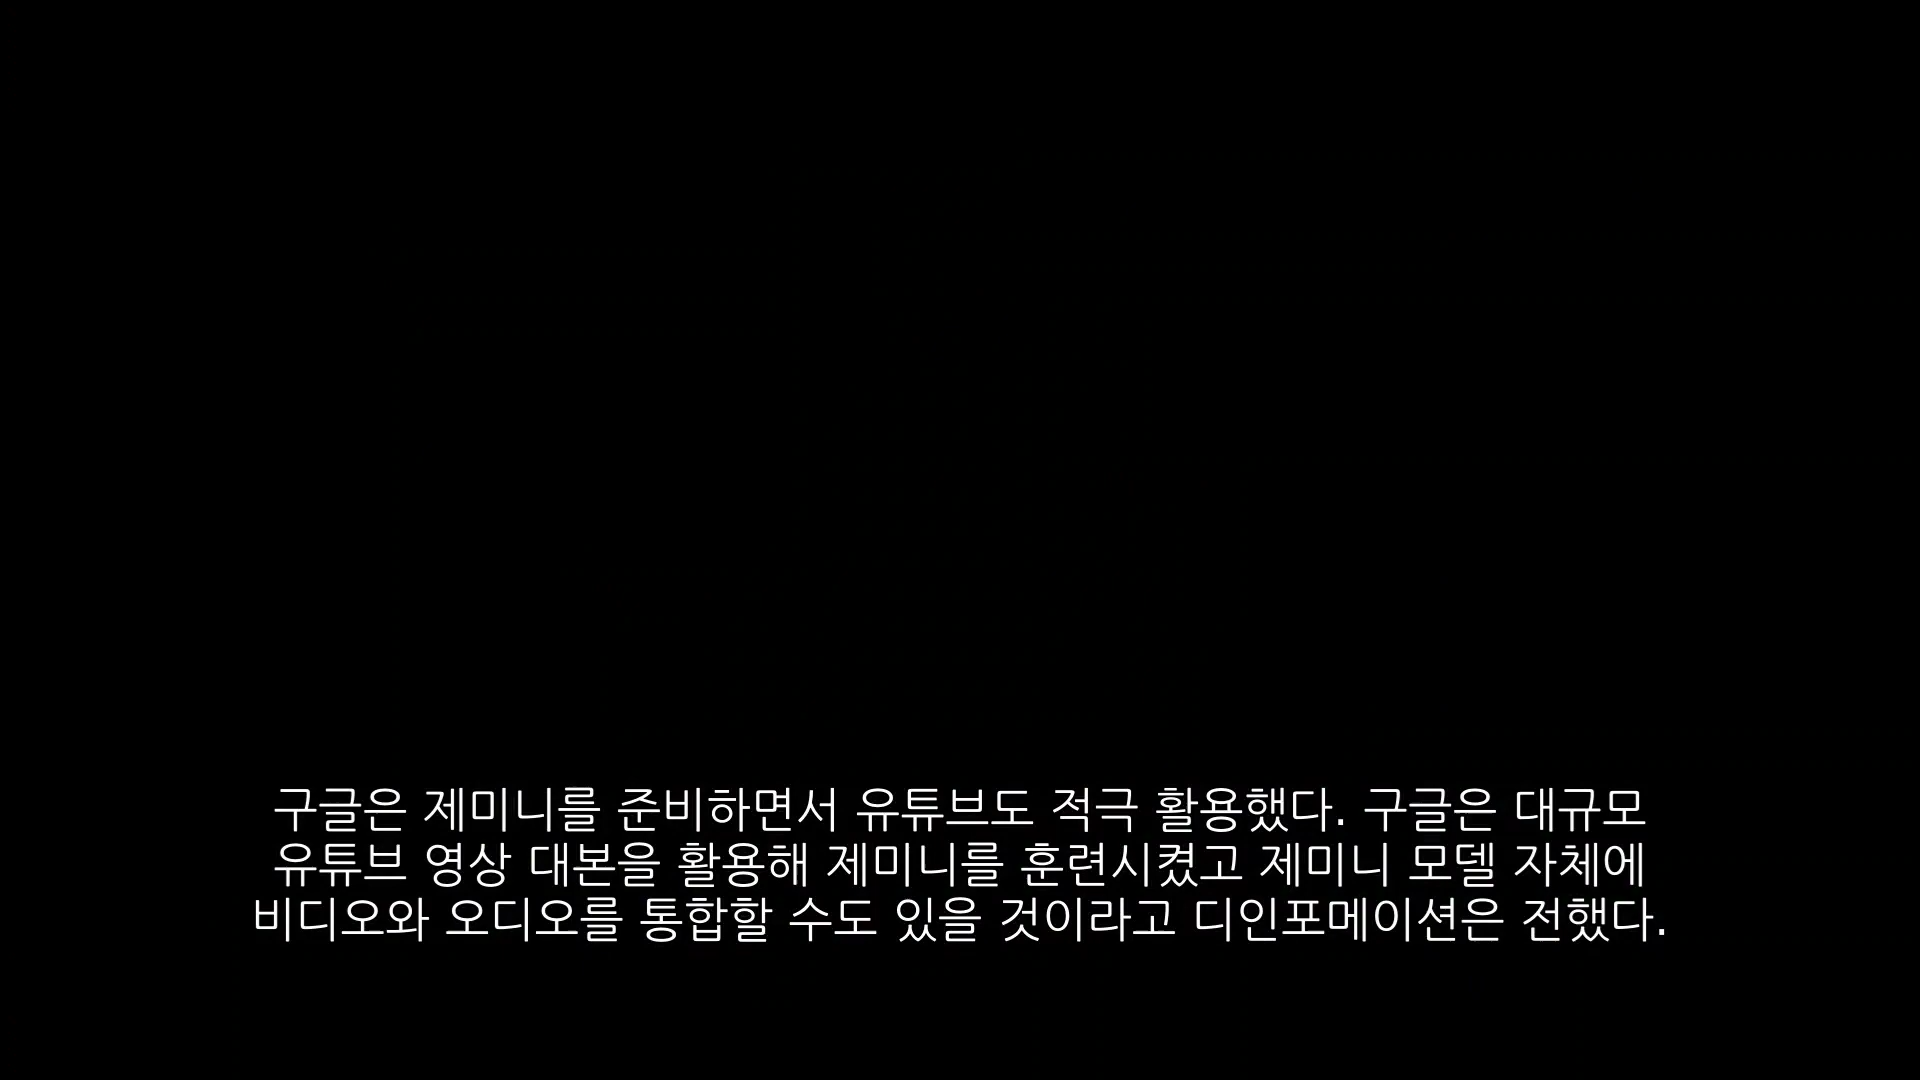 구글은 제미니를 준비하면서 유튜브도 적극 활용했다. 구글은 대규모
유튜브 영상 대본을 활용해 제미니를 훈련시켰고 제미니 모델 자체에
비디오와 오디오를 통합할 수도 있을 것이라고 디인포메이션은 전했다.